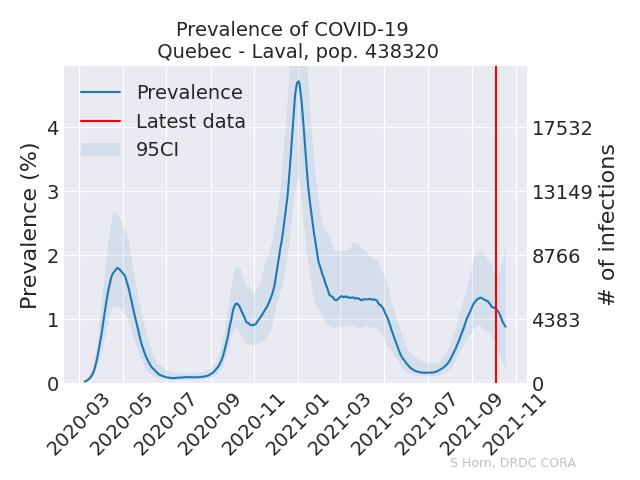 Prevalence of COVID-19
Quebec - Laval, pop. 438320
Prevalence
Latest data
95CI
Prevalence (%)
4
3
2
1
0
17532
13149
8766
4383
0
# of infections
2020-03
2020-05
2020-07
2020-09
2020-11
2021-01
2021-03
2021-05
2021-07
2021-09
2021-11
S Horn, DRDC CORA